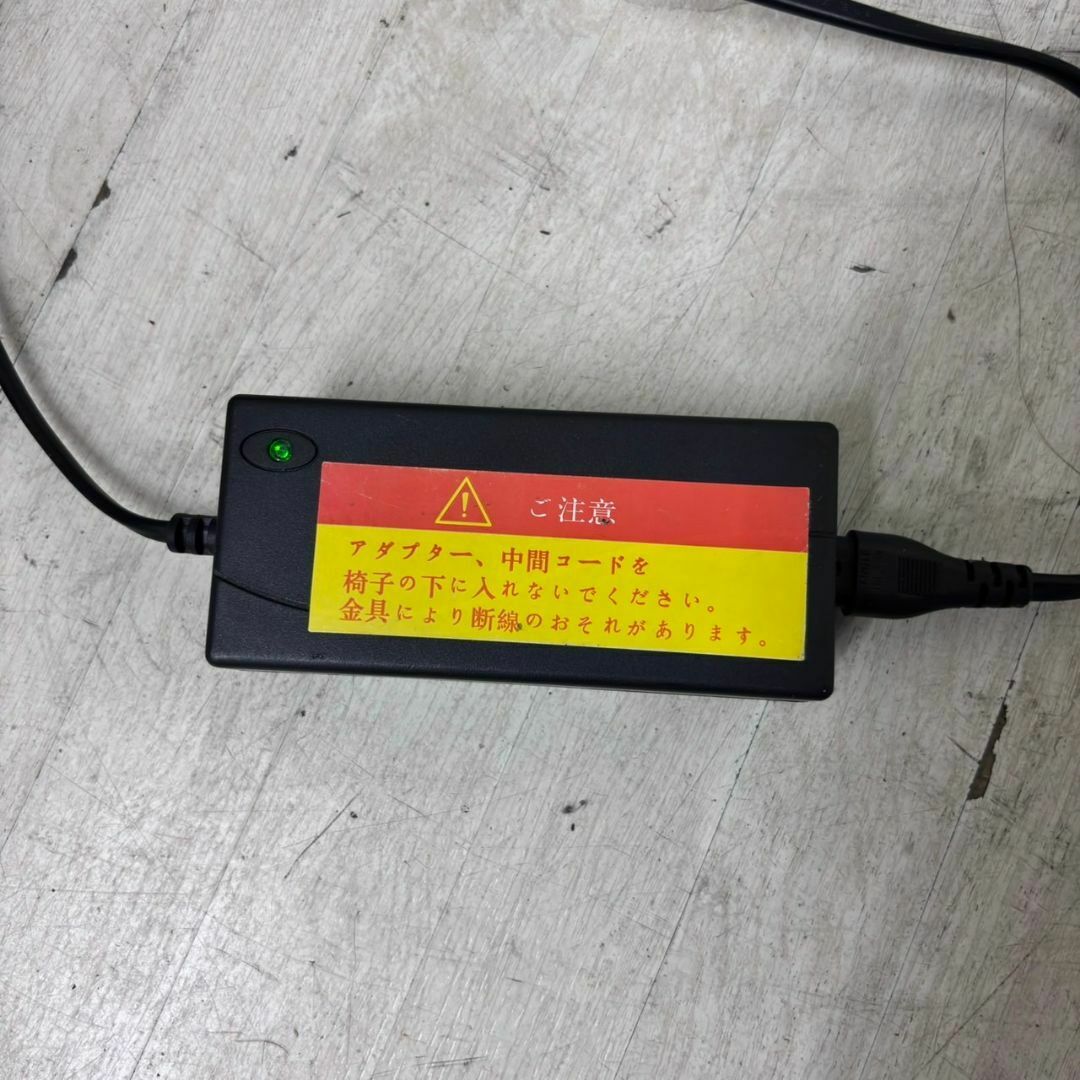 ご注意
アダプター、中間コードを
椅子の下に入れないでください。
金具により断線のおそれがあります。